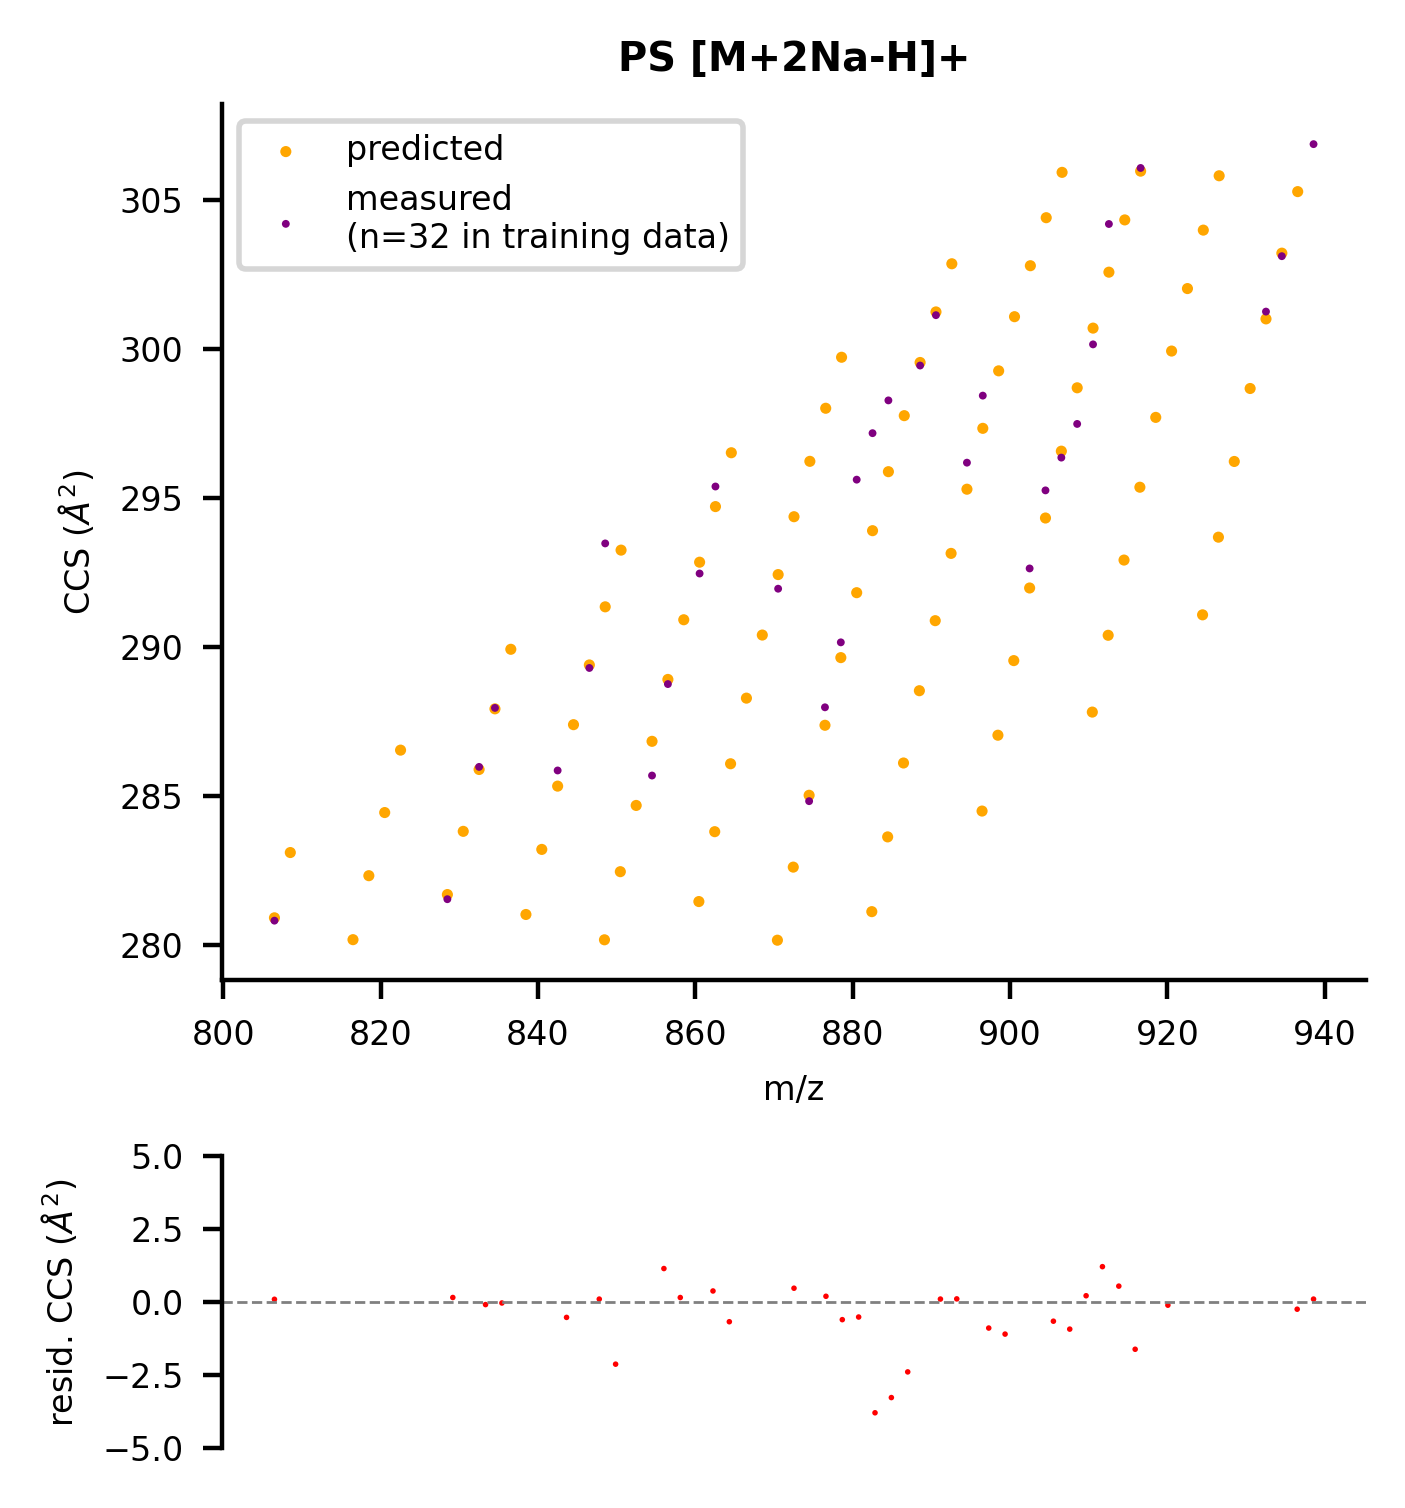 PS [M+2Na-H]+
predicted
measured
(n=32 in training data)
CCS (Å²)
305
300
295
290
285
280
800 820 840 860 880 900 920 940
m/z
resid. CCS (Å²)
5.0
2.5
0.0
−2.5
−5.0